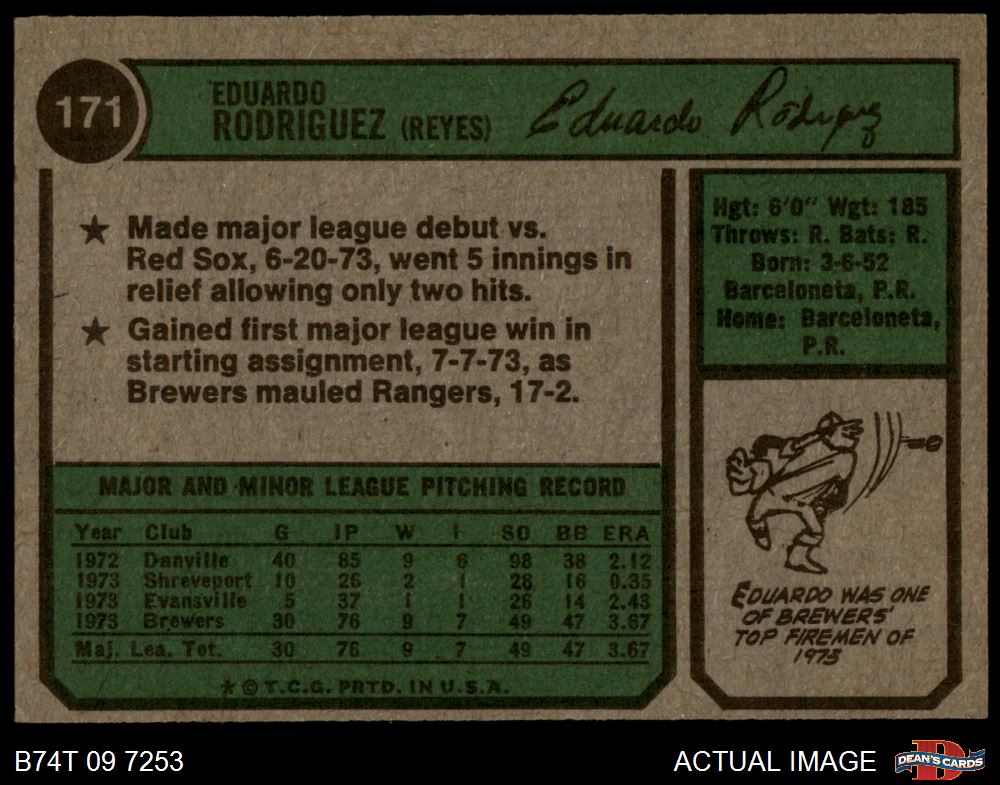 171
EDUARDO
RODRIGUEZ (REYES)
Eduardo Rodriguez
★ Made major league debut vs.
Red Sox, 6-20-73, went 5 innings in
relief allowing only two hits.
★ Gained first major league win in
starting assignment, 7-7-73, as
Brewers mauled Rangers, 17-2.
Hgt: 6'0" Wgt: 185
Throws: R. Bats: R.
Born: 3-6-52
Barceloneta, P.R.
Home: Barceloneta,
P.R.
MAJOR AND MINOR LEAGUE PITCHING RECORD
Year Club G IP W L SO BB ERA
1972 Danville 40 85 9 6 98 38 2.12
1973 Shreveport 10 26 2 1 28 16 0.35
1973 Evansville 5 37 1 1 26 14 2.43
1973 Brewers 30 76 9 7 49 47 3.67
Maj. Lea. Tot. 30 76 9 7 49 47 3.67
★ © T.C.G. PRTD. IN U.S.A.
EDUARDO WAS ONE
OF BREWERS'
TOP FIREMEN OF
1973
B74T 09 7253
ACTUAL IMAGE
D
DEAN'S CARDS